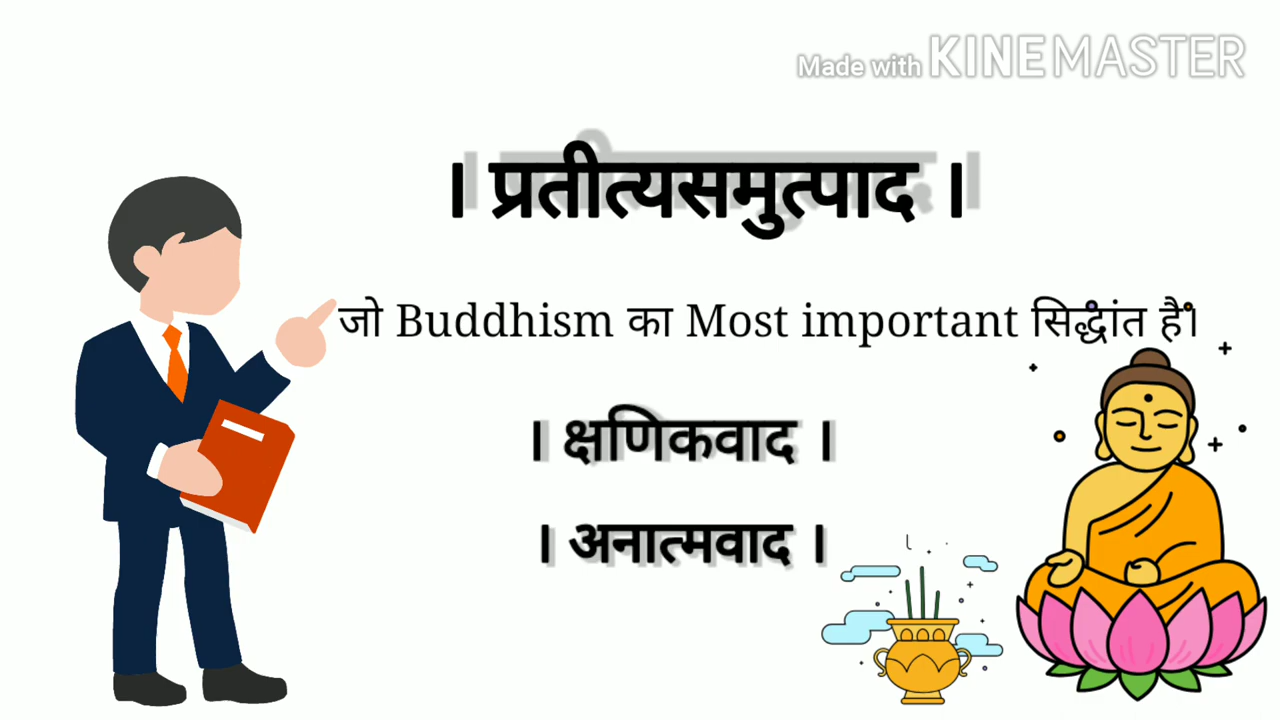 Made with KINEMASTER
। प्रतीत्यसमुत्पाद ।
जो Buddhism का Most important सिद्धांत है।
। क्षणिकवाद ।
। अनात्मवाद ।